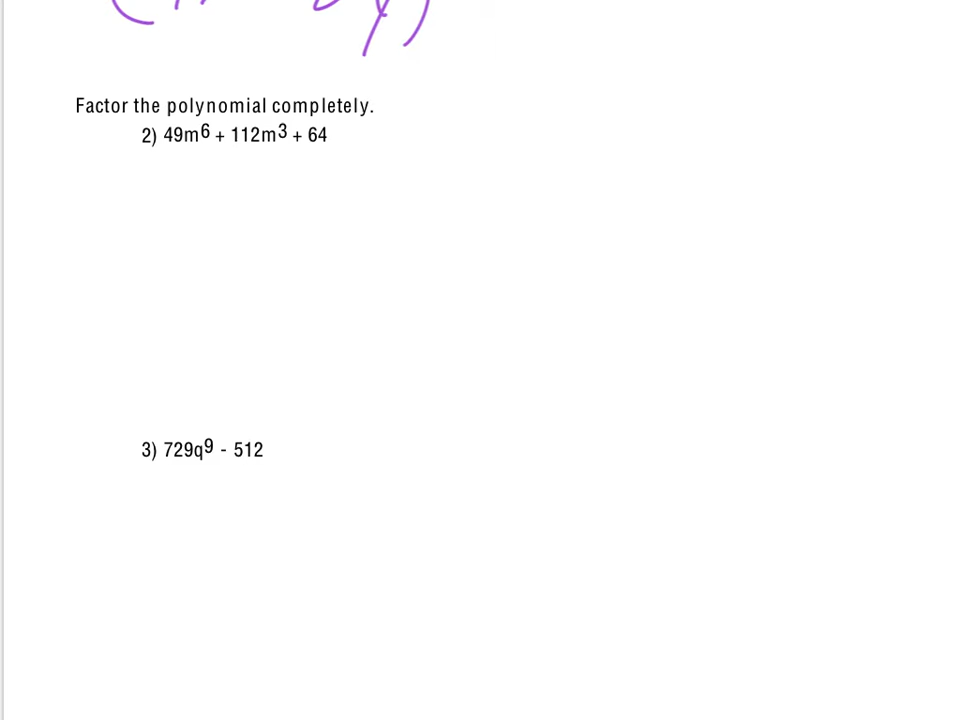 Factor the polynomial completely.
2) 49m⁶ + 112m³ + 64
3) 729q⁹ - 512